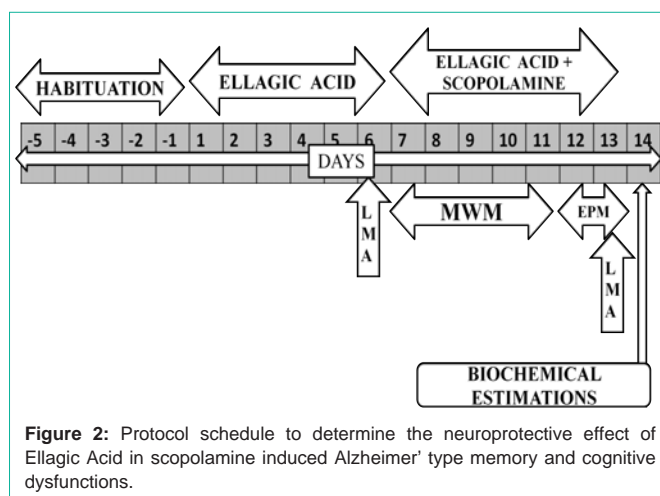 HABITUATION
ELLAGIC ACID
ELLAGIC ACID +
SCOPOLAMINE
-5 -4 -3 -2 -1 1 2 3 4 5 6 7 8 9 10 11 12 13 14
DAYS
L
M
A
MWM
EPM
L
M
A
BIOCHEMICAL
ESTIMATIONS
Figure 2: Protocol schedule to determine the neuroprotective effect of
Ellagic Acid in scopolamine induced Alzheimer' type memory and cognitive
dysfunctions.